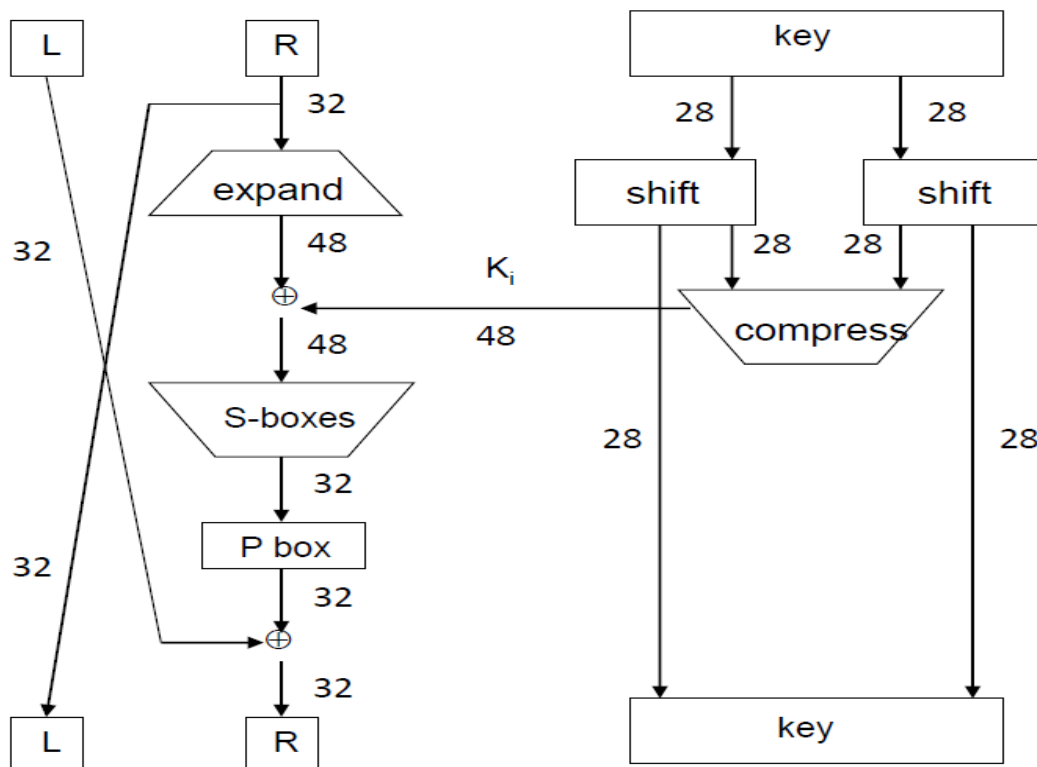 L R key
32 28 28
expand shift shift
32 48 28 28
⊕ K i
48 48 compress
S-boxes 28 28
32
P box
32 32
⊕
32
L R key